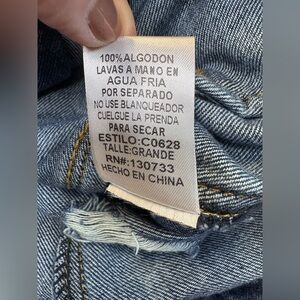 100%ALGODON
LAVAS A MANO EN
AGUA FRIA
POR SEPARADO
NO USE BLANQUEADOR
CUELGUE LA PRENDA
PARA SECAR
ESTILO:C0628
TALLE:GRANDE
RN#:130733
HECHO EN CHINA